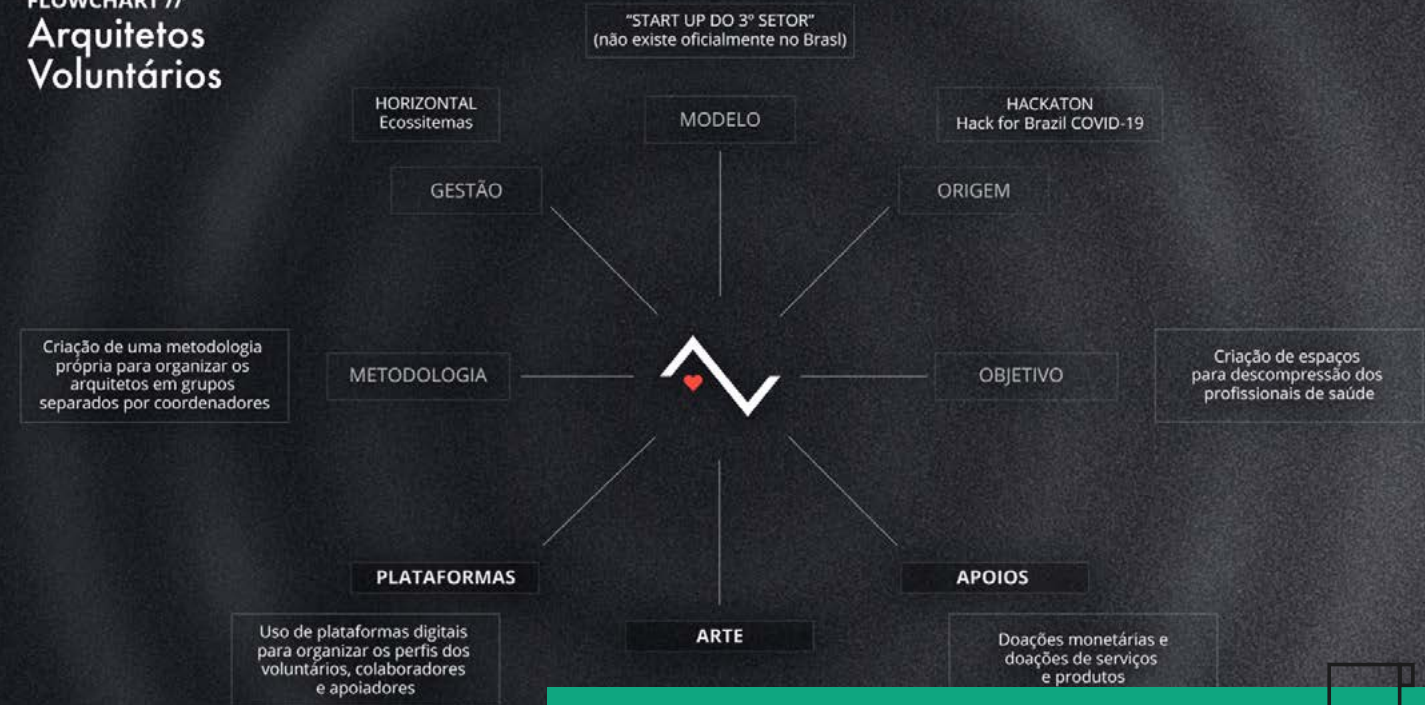 FLOWCHART //
Arquitetos
Voluntários
"START UP DO 3º SETOR"
(não existe oficialmente no Brasl)
MODELO
HORIZONTAL
Ecossitemas
GESTÃO
HACKATON
Hack for Brazil COVID-19
ORIGEM
Criação de uma metodologia
própria para organizar os
arquitetos em grupos
separados por coordenadores
METODOLOGIA
OBJETIVO
Criação de espaços
para descompressão dos
profissionais de saúde
PLATAFORMAS
Uso de plataformas digitais
para organizar os perfis dos
voluntários, colaboradores
e apoiadores
ARTE
APOIOS
Doações monetárias e
doações de serviços
e produtos